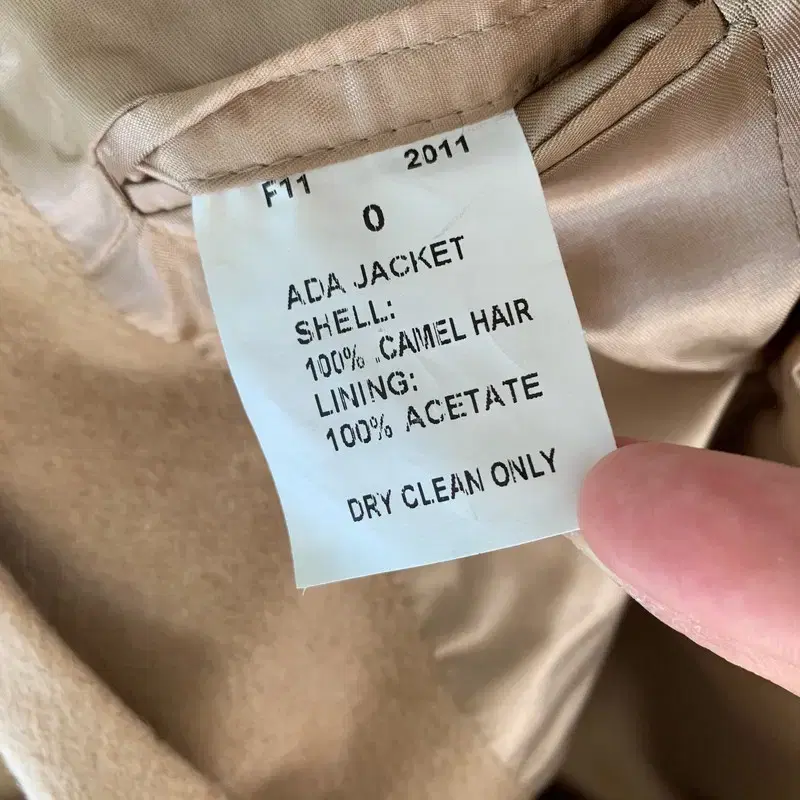 F11 2011
0
ADA JACKET
SHELL:
100% CAMEL HAIR
LINING:
100% ACETATE
DRY CLEAN ONLY